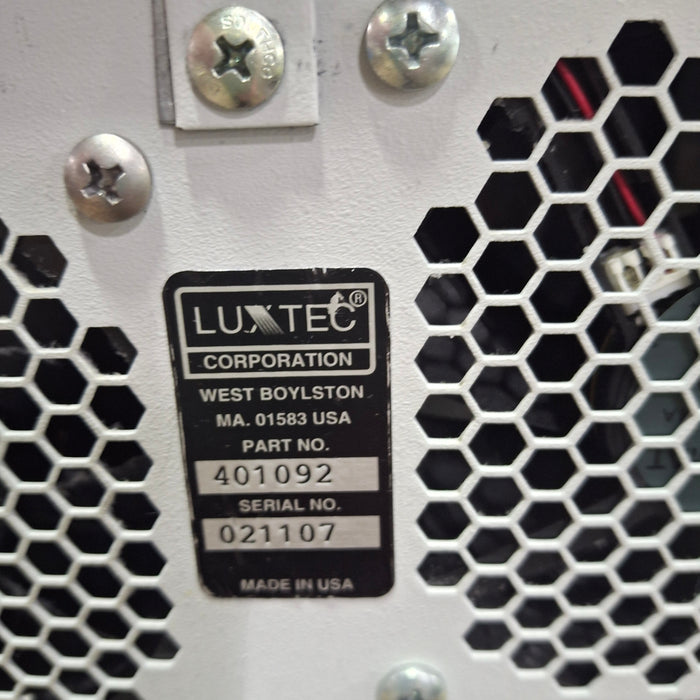 LUXTEC®
CORPORATION
WEST BOYLSTON
MA. 01583 USA
PART NO.
401092
SERIAL NO.
021107
MADE IN USA